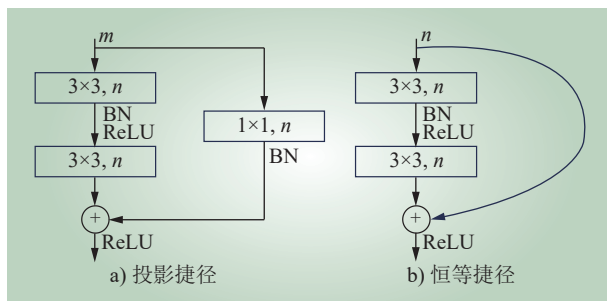 m
3×3, n
BN
ReLU
3×3, n
+
ReLU
1×1, n
BN
a) 投影捷径
n
3×3, n
BN
ReLU
3×3, n
+
ReLU
b) 恒等捷径